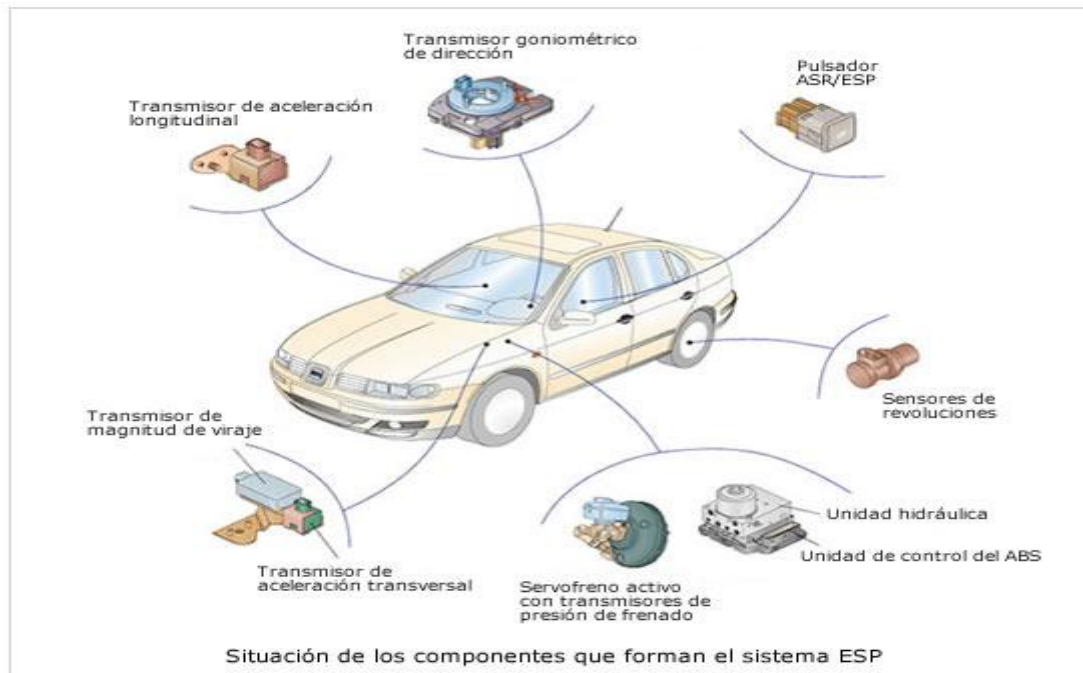 Transmisor goniométrico
de dirección
Pulsador
ASR/ESP
Transmisor de aceleración
longitudinal
Sensores de
revoluciones
Transmisor de
magnitud de viraje
Unidad hidráulica
Unidad de control del ABS
Transmisor de
aceleración transversal
Servofreno activo
con transmisores de
presión de frenado
Situación de los componentes que forman el sistema ESP